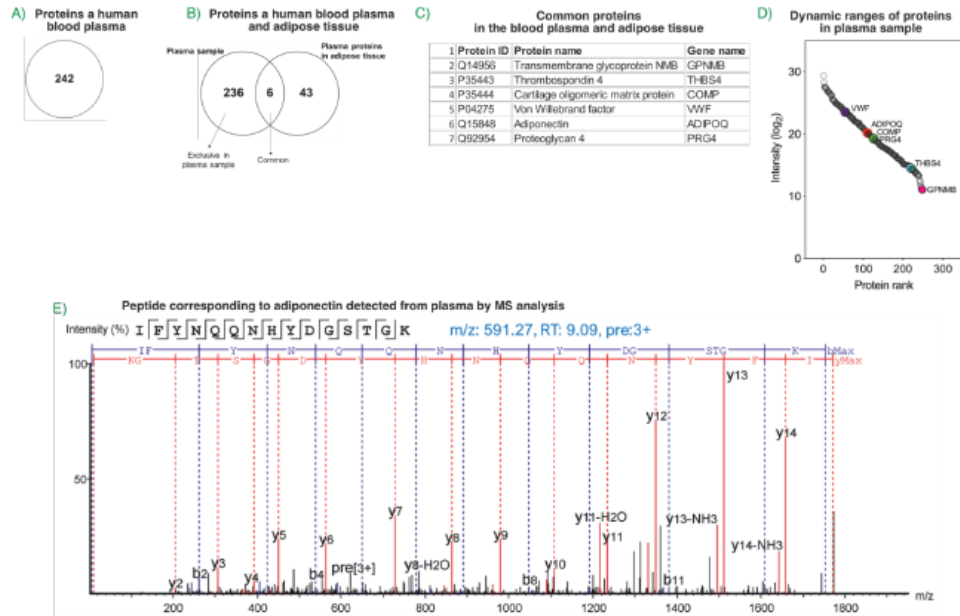 A) Proteins a human
blood plasma
242
B) Proteins a human blood plasma
and adipose tissue
Plasma sample
Plasma proteins
in adipose tissue
236 6 43
Exclusive in
plasma sample
Common
C) Common proteins
in the blood plasma and adipose tissue
1 Protein ID Protein name Gene name
2 Q14956 Transmembrane glycoprotein NMB GPNMB
3 P35443 Thrombospondin 4 THBS4
4 P35444 Cartilage oligomeric matrix protein COMP
5 P04275 Von Willebrand factor VWF
6 Q15848 Adiponectin ADIPOQ
7 Q92954 Proteoglycan 4 PRG4
D) Dynamic ranges of proteins
in plasma sample
Intensity (log2)
30
20
10
0
VWF
ADIPOQ
COMP
PRG4
THBS4
GPNMB
0 100 200 300
Protein rank
E) Peptide corresponding to adiponectin detected from plasma by MS analysis
Intensity (%) I F Y N Q Q N H Y D G S T G K m/z: 591.27, RT: 9.09, pre:3+
IF Y N Q Q N H Y DG STG K bMax
KG T S G D Y H N Q Q N Y F I yMax
100
50
y13
y12
y14
y11-H2O
y13-NH3
y7
y5
y6
y8
y9
y11
y14-NH3
pre[3+]
y8-H2O
y10
y2
b2
y3
y4
b4
b8
b11
200 400 600 800 1000 1200 1400 1600 1800 m/z